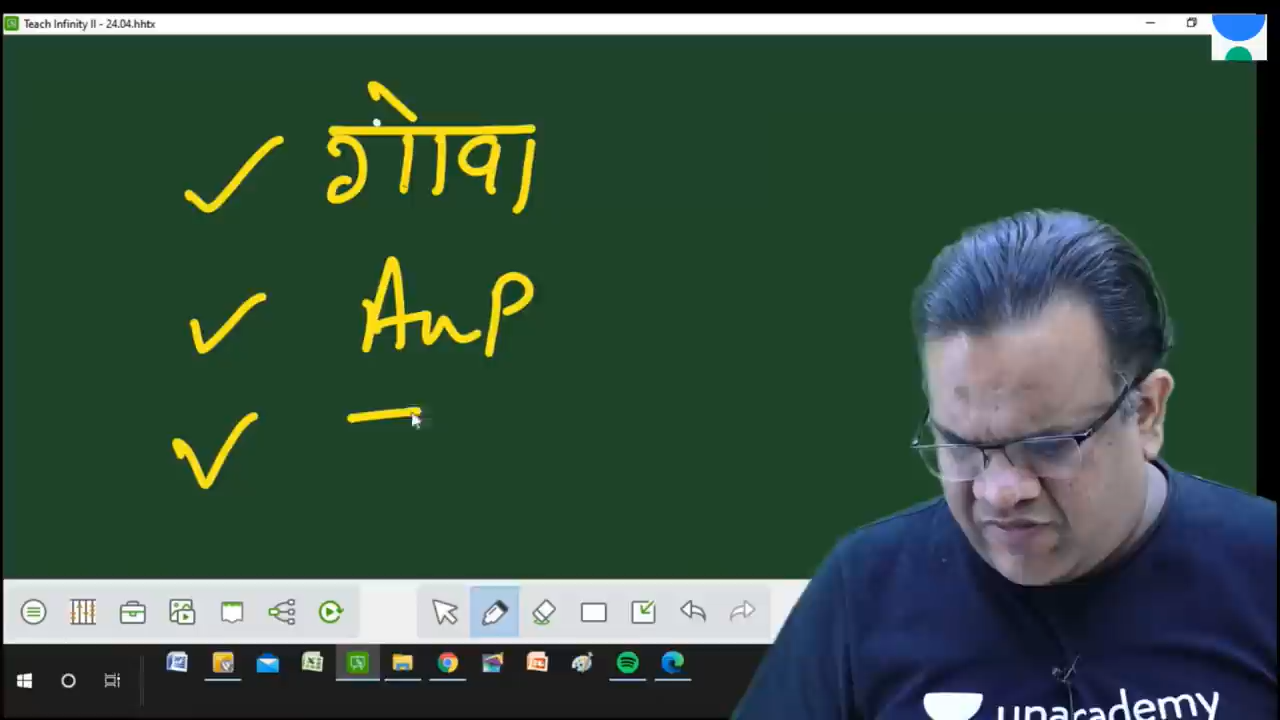 Teach Infinity II - 24.04.hhtx
गोवा
AnP
unacademy